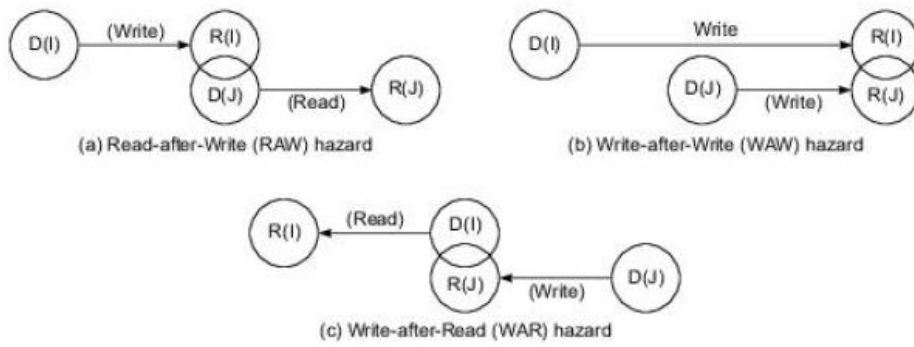 D(I) (Write) R(I)
D(J) (Read) R(J)
(a) Read-after-Write (RAW) hazard
D(I) Write R(I)
D(J) (Write) R(J)
(b) Write-after-Write (WAW) hazard
R(I) (Read) D(I)
R(J) (Write) D(J)
(c) Write-after-Read (WAR) hazard